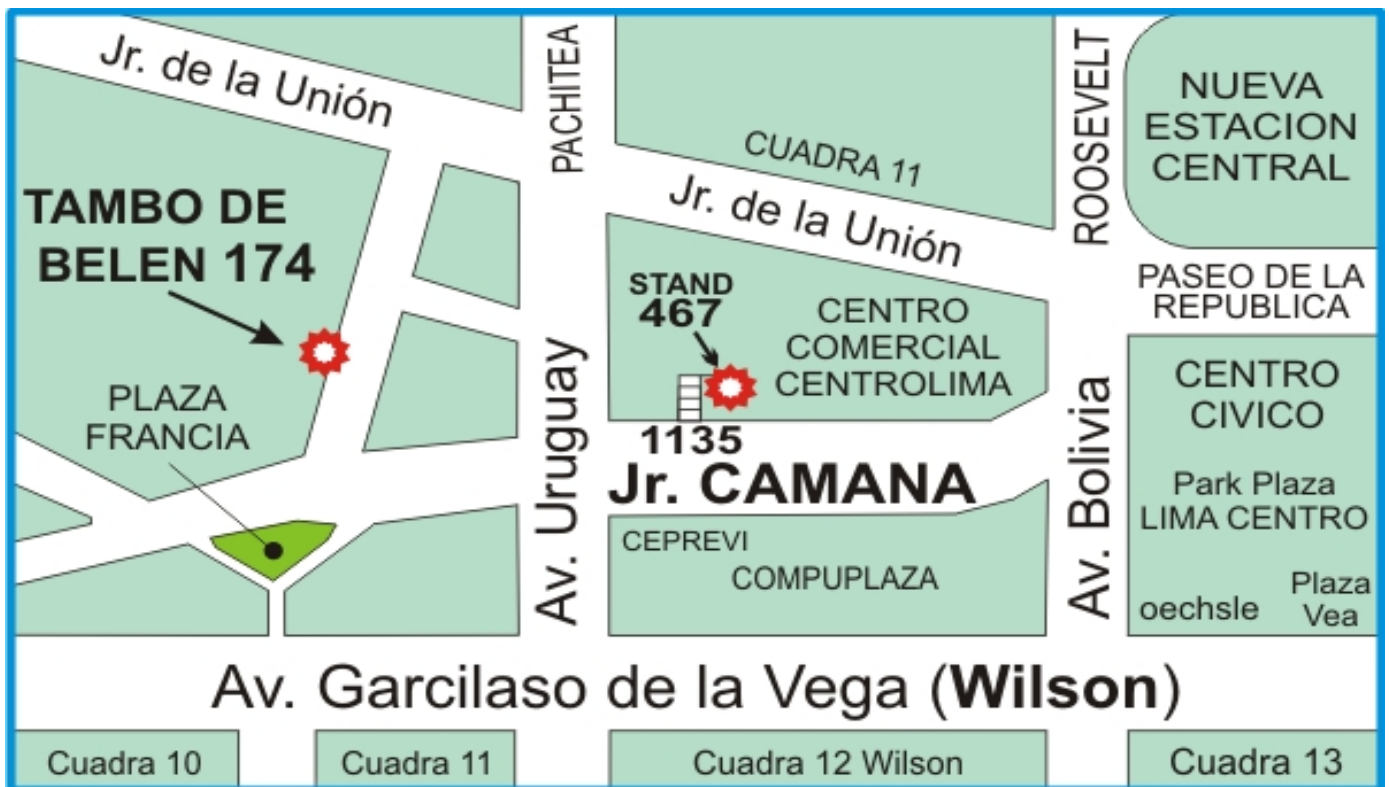 Jr. de la Unión
PACHITEA
CUADRA 11
Jr. de la Unión
ROOSEVELT
NUEVA
ESTACION
CENTRAL
TAMBO DE
BELEN 174
PASEO DE LA
REPUBLICA
STAND
467
CENTRO
COMERCIAL
CENTROLIMA
1135
PLAZA
FRANCIA
Av. Uruguay
Jr. CAMANA
Av. Bolivia
CENTRO
CIVICO
Park Plaza
LIMA CENTRO
oechsle
Plaza
Vea
CEPREVI
COMPUPLAZA
Av. Garcilaso de la Vega (Wilson)
Cuadra 10
Cuadra 11
Cuadra 12 Wilson
Cuadra 13